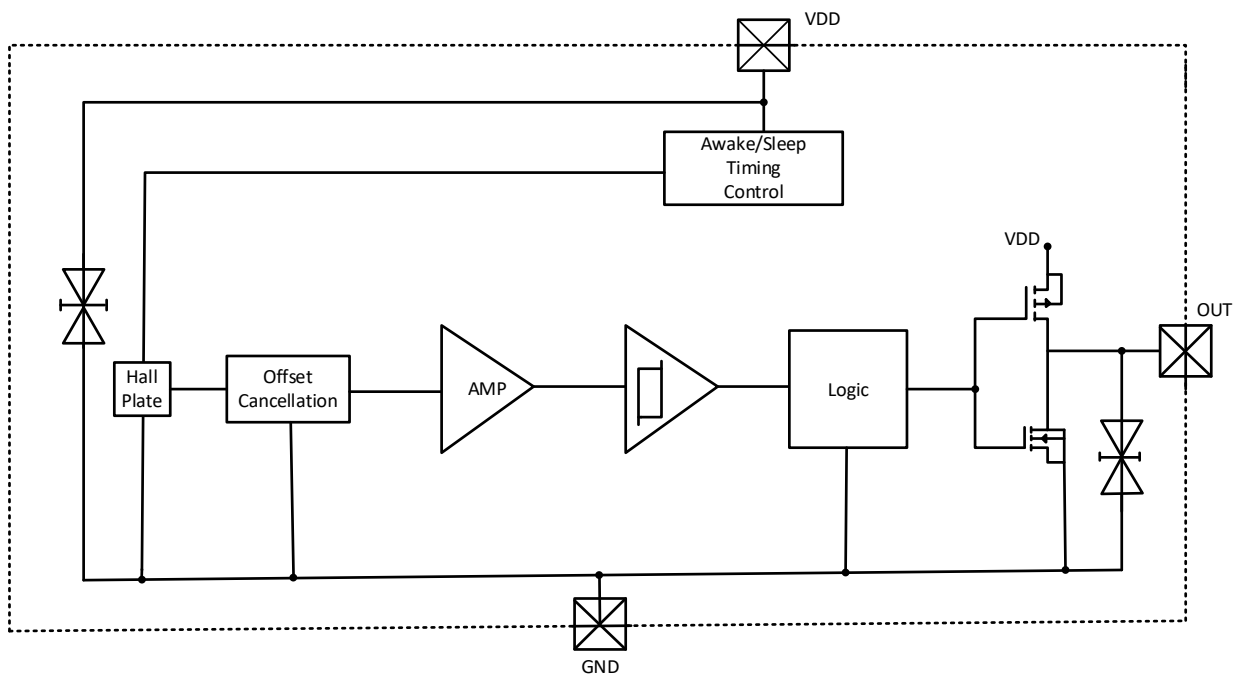 VDD
Awake/Sleep
Timing
Control
VDD
OUT
Hall
Plate
Offset
Cancellation
AMP
Logic
GND